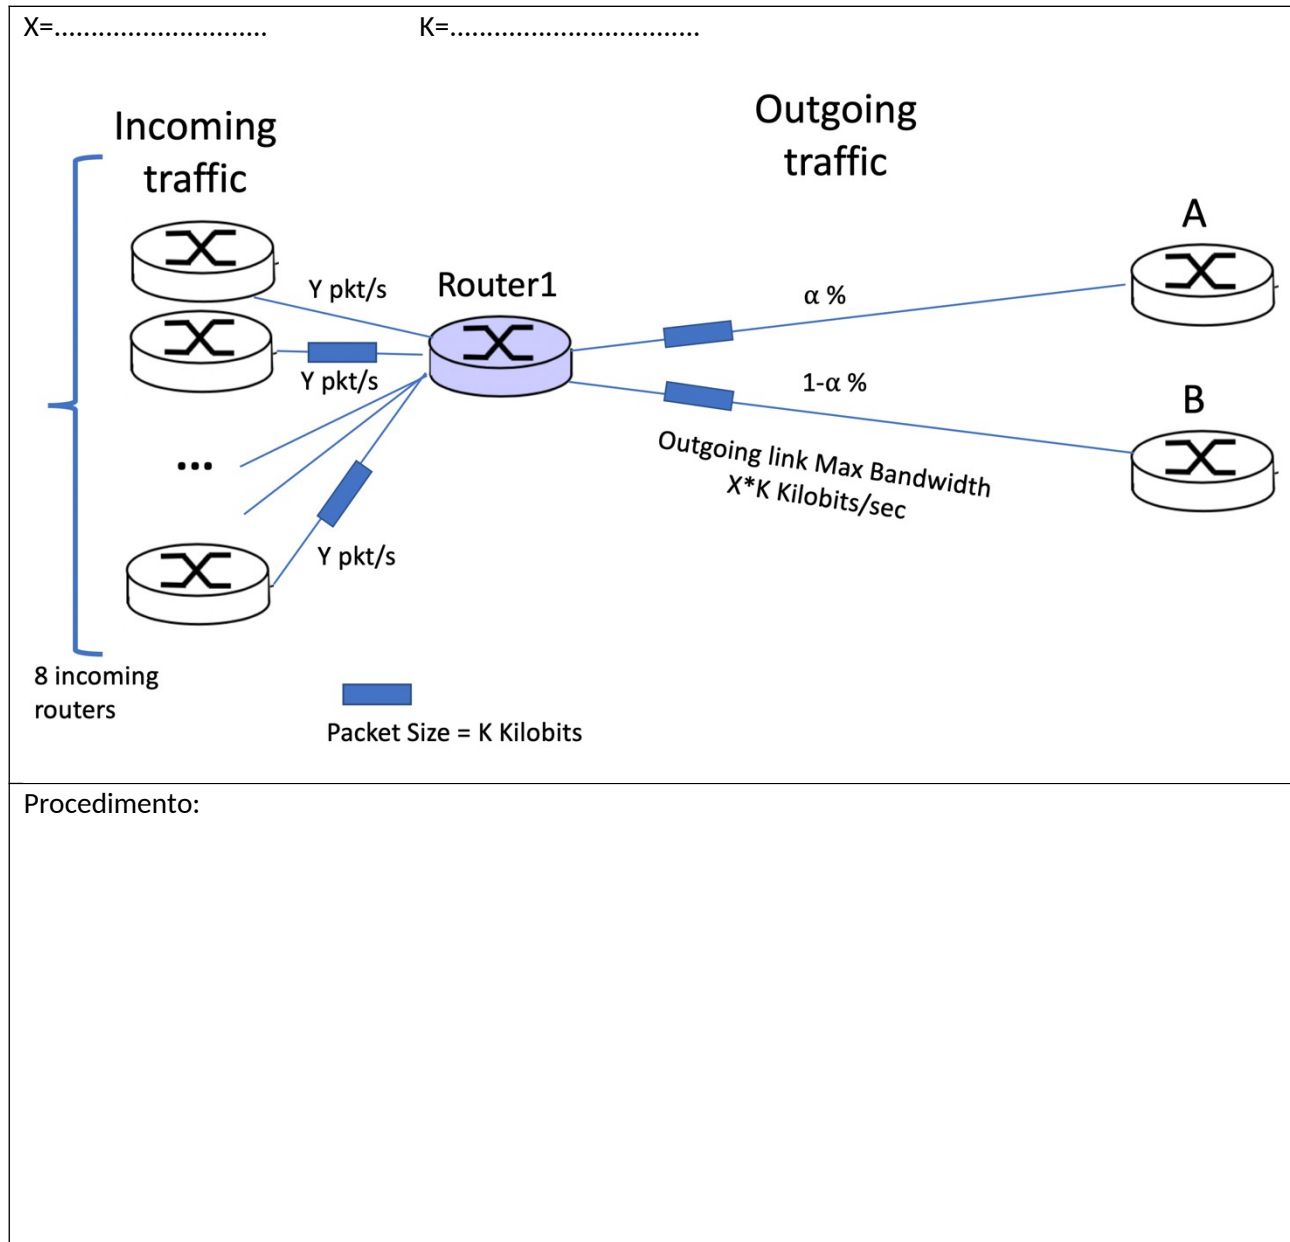 X=............................. K=..................................
Incoming
traffic
Outgoing
traffic
A
Y pkt/s
Router1
α %
Y pkt/s
1-α %
B
Outgoing link Max Bandwidth
X*K Kilobits/sec
...
Y pkt/s
8 incoming
routers
Packet Size = K Kilobits
Procedimento: